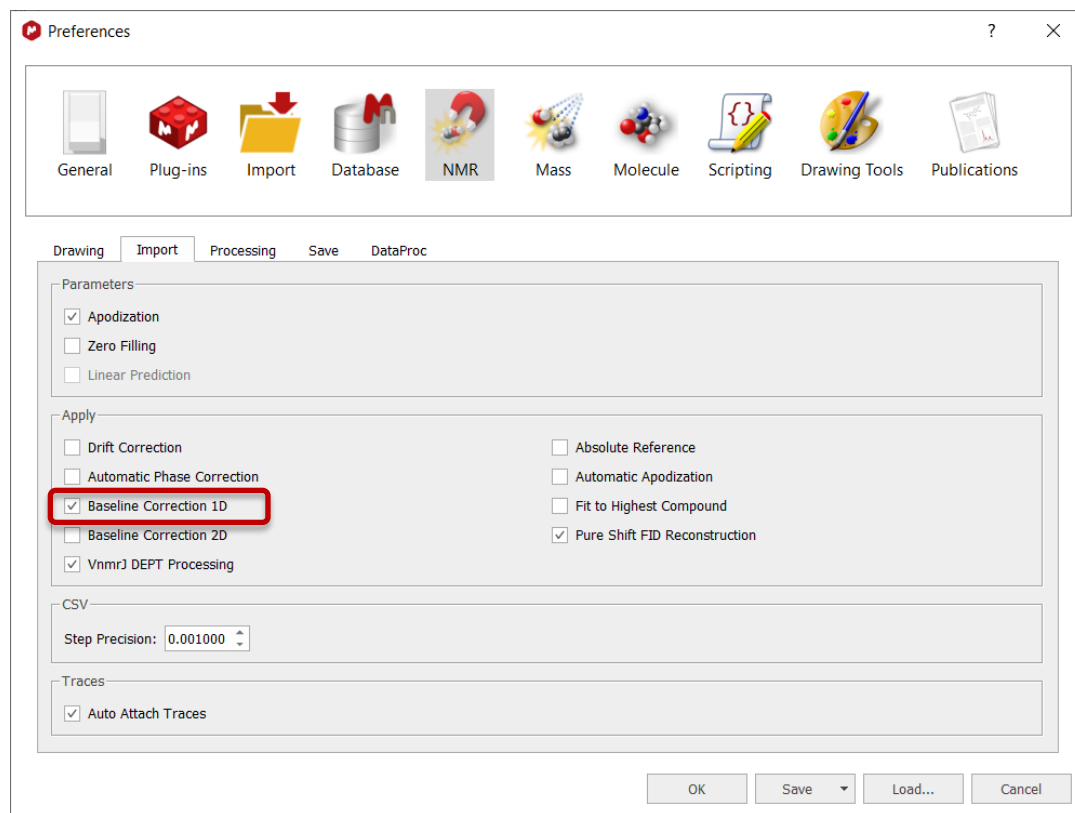 Preferences
?
General Plug-ins Import Database NMR Mass Molecule Scripting Drawing Tools Publications
Drawing Import Processing Save DataProc
Parameters
Apodization
Zero Filling
Linear Prediction
Apply
Drift Correction Absolute Reference
Automatic Phase Correction Automatic Apodization
Baseline Correction 1D Fit to Highest Compound
Baseline Correction 2D Pure Shift FID Reconstruction
VnmrJ DEPT Processing
CSV
Step Precision: 0.001000
Traces
Auto Attach Traces
OK Save Load... Cancel